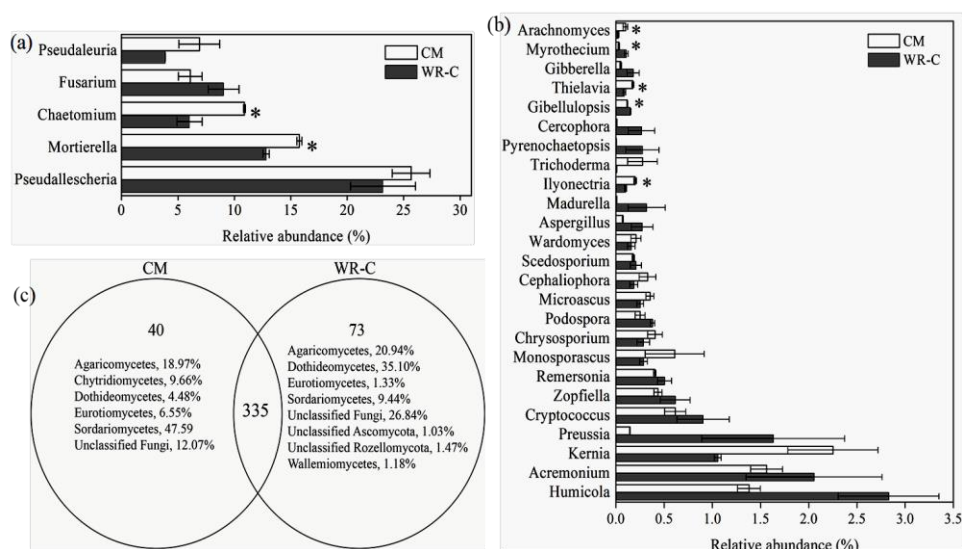 (a)
CM
WR-C
Pseudaleuria
Fusarium
Chaetomium
*
Mortierella
*
Pseudallescheria
0 5 10 15 20 25 30
Relative abundance (%)
(b)
CM
WR-C
Arachnomyces *
Myrothecium *
Gibberella
Thielavia *
Gibellulopsis *
Cercophora
Pyrenochaetopsis
Trichoderma
Ilyonectria *
Madurella
Aspergillus
Wardomyces
Scedosporium
Cephaliophora
Microascus
Podospora
Chrysosporium
Monosporascus
Remersonia
Zopfiella
Cryptococcus
Preussia
Kernia
Acremonium
Humicola
0.0 0.5 1.0 1.5 2.0 2.5 3.0 3.5
Relative abundance (%)
(c)
CM
WR-C
40
Agaricomycetes, 18.97%
Chytridiomycetes, 9.66%
Dothideomycetes, 4.48%
Eurotiomycetes, 6.55%
Sordariomycetes, 47.59
Unclassified Fungi, 12.07%
335
73
Agaricomycetes, 20.94%
Dothideomycetes, 35.10%
Eurotiomycetes, 1.33%
Sordariomycetes, 9.44%
Unclassified Fungi, 26.84%
Unclassified Ascomycota, 1.03%
Unclassified Rozellomycota, 1.47%
Wallemiomycetes, 1.18%